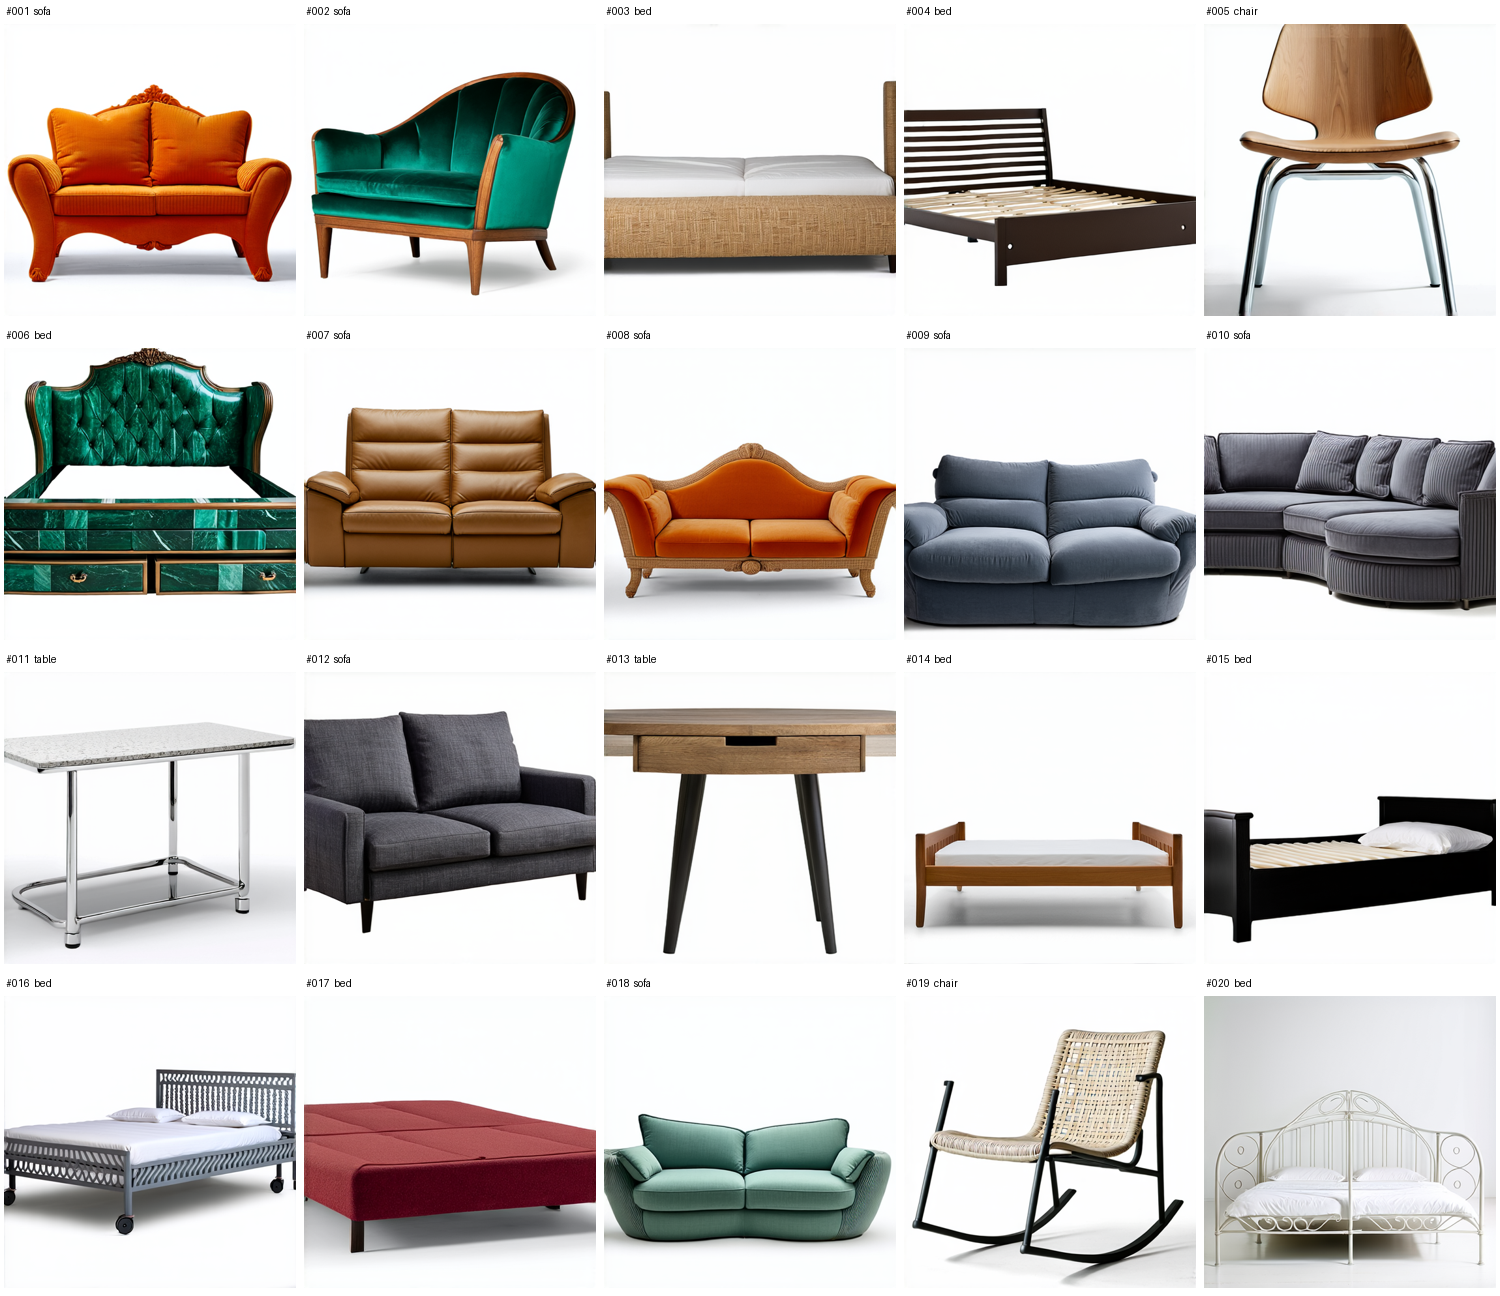 #001 sofa
#002 sofa
#003 bed
#004 bed
#005 chair
#006 bed
#007 sofa
#008 sofa
#009 sofa
#010 sofa
#011 table
#012 sofa
#013 table
#014 bed
#015 bed
#016 bed
#017 bed
#018 sofa
#019 chair
#020 bed